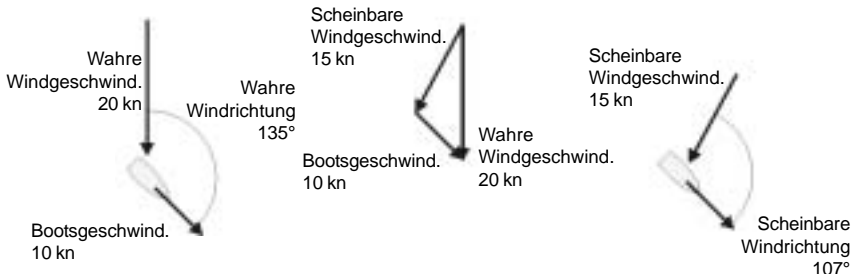 Wahre
Windgeschwind.
20 kn
Wahre
Windrichtung
135°
Bootsgeschwind.
10 kn
Scheinbare
Windgeschwind.
15 kn
Bootsgeschwind.
10 kn
Wahre
Windgeschwind.
20 kn
Scheinbare
Windgeschwind.
15 kn
Scheinbare
Windrichtung
107°